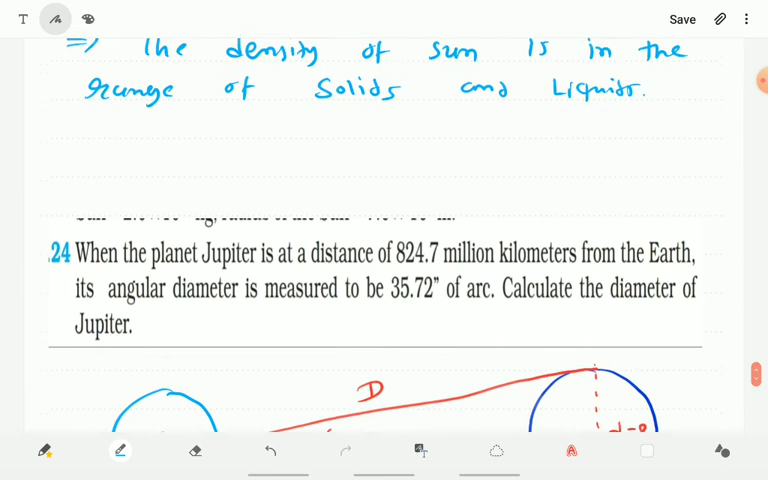 T Save
=> The density of sun is in the
range of Solids and Liquids.
.24 When the planet Jupiter is at a distance of 824.7 million kilometers from the Earth,
its angular diameter is measured to be 35.72” of arc. Calculate the diameter of
Jupiter.
D